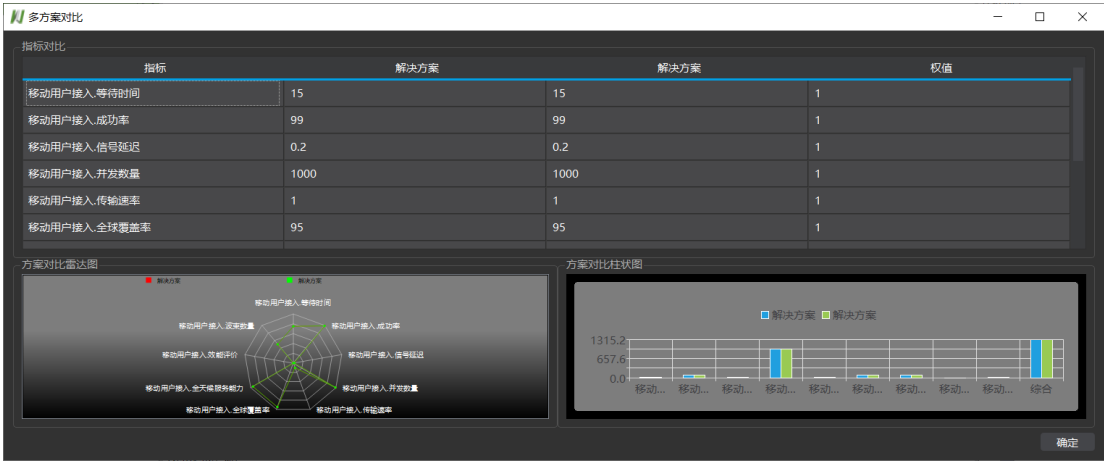 多方案对比
指标对比
指标 解决方案 解决方案 权值
移动用户接入.等待时间 15 15 1
移动用户接入.成功率 99 99 1
移动用户接入.信号延迟 0.2 0.2 1
移动用户接入.并发数量 1000 1000 1
移动用户接入.传输速率 1 1 1
移动用户接入.全球覆盖率 95 95 1
方案对比雷达图
解决方案 解决方案
移动用户接入.等待时间
移动用户接入.波束数量 移动用户接入.成功率
移动用户接入.效能评价 移动用户接入.信号延迟
移动用户接入.全天候服务能力 移动用户接入.并发数量
移动用户接入.全球覆盖率 移动用户接入.传输速率
方案对比柱状图
解决方案 解决方案
1315.2
657.6
0.0
移动... 移动... 移动... 移动... 移动... 移动... 移动... 移动... 移动... 综合
确定